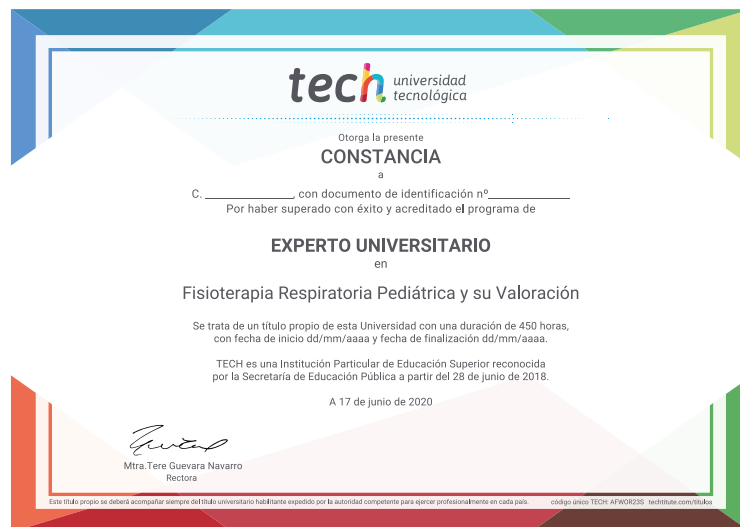 tech universidad
tecnológica
Otorga la presente
CONSTANCIA
a
C. ______________, con documento de identificación nº______________
Por haber superado con éxito y acreditado el programa de
EXPERTO UNIVERSITARIO
en
Fisioterapia Respiratoria Pediátrica y su Valoración
Se trata de un título propio de esta Universidad con una duración de 450 horas,
con fecha de inicio dd/mm/aaaa y fecha de finalización dd/mm/aaaa.
TECH es una Institución Particular de Educación Superior reconocida
por la Secretaría de Educación Pública a partir del 28 de junio de 2018.
A 17 de junio de 2020
Mtra.Tere Guevara Navarro
Rectora
Este título propio se deberá acompañar siempre del título universitario habilitante expedido por la autoridad competente para ejercer profesionalmente en cada país. código único TECH: AFWOR23S techtitute.com/titulos